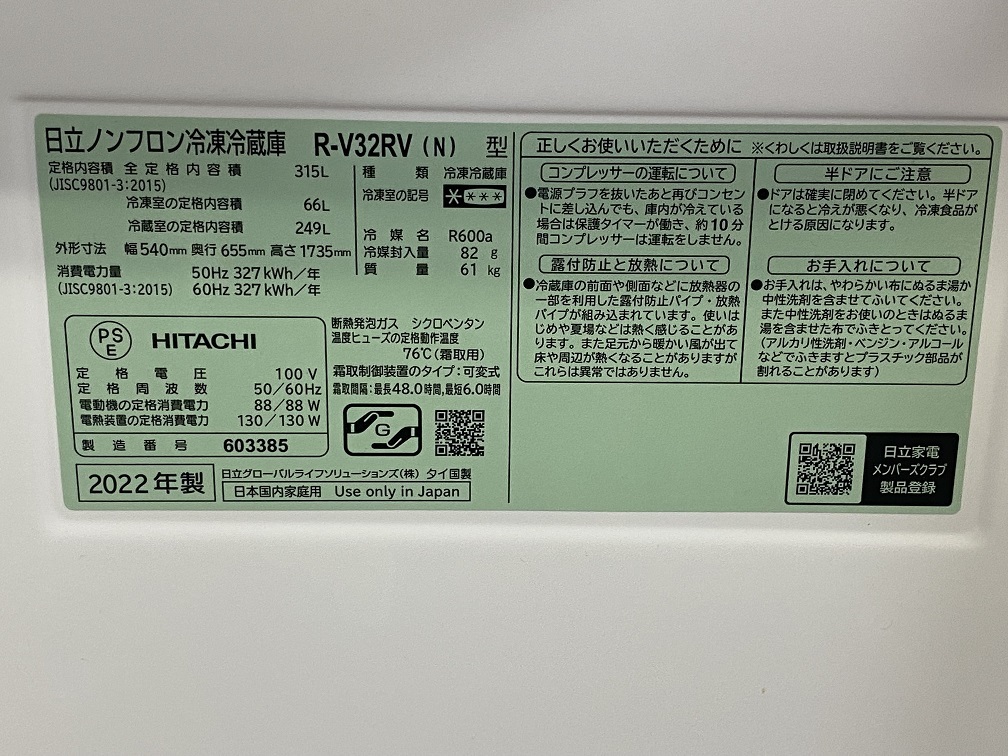 日立ノンフロン冷凍冷蔵庫 R-V32RV (N) 型
定格内容積 全定格内容積 315L
(JISC9801-3:2015)
冷凍室の定格内容積 66L
冷蔵室の定格内容積 249L
外形寸法 幅540mm 奥行655mm 高さ1735mm
消費電力量 50Hz 327kWh/年
(JISC9801-3:2015) 60Hz 327kWh/年
種類 冷凍冷蔵庫
冷凍室の記号 ****
冷媒名 R600a
冷媒封入量 82 g
質量 61 kg
PS
E
HITACHI
定格電圧 100 V
定格周波数 50/60Hz
電動機の定格消費電力 88/88 W
電熱装置の定格消費電力 130/130 W
製造番号 603385
断熱発泡ガス シクロペンタン
温度ヒューズの定格動作温度
76℃(霜取用)
霜取制御装置のタイプ:可変式
霜取間隔:最長48.0時間,最短6.0時間
G
2022年製
日立グローバルライフソリューションズ(株) タイ国製
日本国内家庭用 Use only in Japan
正しくお使いいただくために ※くわしくは取扱説明書をご覧ください。
コンプレッサーの運転について
●電源プラフを抜いたあと再びコンセン
トに差し込んでも、庫内が冷えている
場合は保護タイマーが働き、約10分
間コンプレッサーは運転をしません。
露付防止と放熱について
●冷蔵庫の前面や側面などに放熱器の
一部を利用した露付防止パイプ・放熱
パイプが組み込まれています。使いは
じめや夏場などは熱く感じることがあ
ります。また足元から暖かい風が出て
床や周辺が熱くなることがありますが
これらは異常ではありません。
半ドアにご注意
●ドアは確実に閉めてください。半ドア
になると冷えが悪くなり、冷凍食品が
とける原因になります。
お手入れについて
●お手入れは、やわらかい布にぬるま湯か
中性洗剤を含ませてふいてください。
また中性洗剤をお使いのときはぬるま
湯を含ませた布でふきとってください。
(アルカリ性洗剤・ベンジン・アルコール
などでふきますとプラスチック部品が
割れることがあります)
日立家電
メンバーズクラブ
製品登録